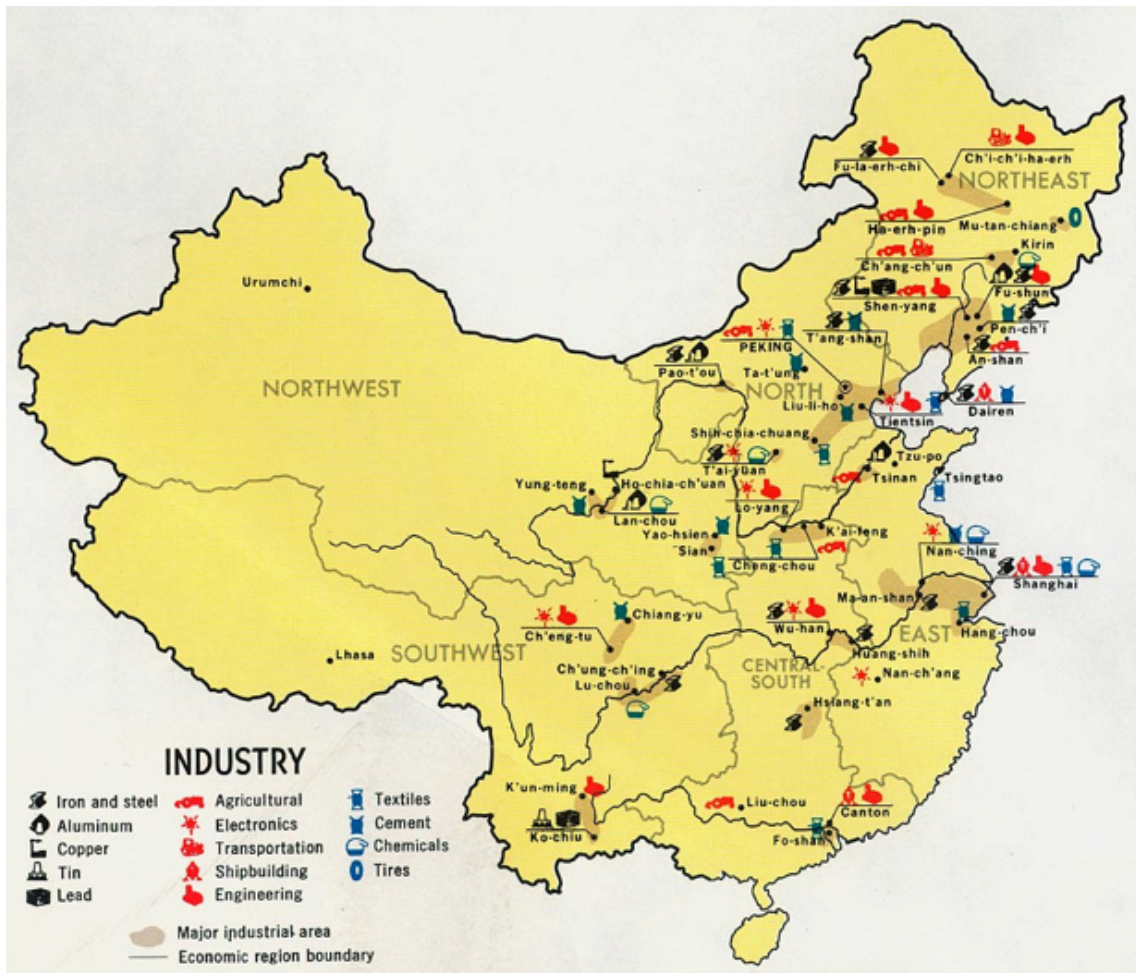 Fu-la-erh-chi
Ch'i-ch'i-ha-erh
NORTHEAST
Ha-erh-pin
Mu-tan-chiang
Kirin
Ch'ang-ch'un
Urumchi
Fu-shun
Shen-yang
Pen-ch'i
T'ang-shan
PEKING
An-shan
Pao-t'ou
Ta-t'ung
NORTHWEST
NORTH
Liu-li-ho
Tientsin
Dairen
Shih-chia-chuang
T'ai-yüan
Tzu-po
Tsinan
Tsingtao
Yung-teng
Ho-chia-ch'uan
Lan-chou
Lo-yang
K'ai-feng
Yao-hsien
Sian
Cheng-chou
Nan-ching
Shanghai
Ma-an-shan
Chiang-yu
Ch'eng-tu
Wu-han
EAST
Hang-chou
Huang-shih
Lhasa
SOUTHWEST
Ch'ung-ch'ing
Lu-chou
CENTRAL-
SOUTH
Nan-ch'ang
Hsiang-t'an
K'un-ming
Liu-chou
Canton
Ko-chiu
Fo-shan
INDUSTRY
Iron and steel
Aluminum
Copper
Tin
Lead
Agricultural
Electronics
Transportation
Shipbuilding
Engineering
Textiles
Cement
Chemicals
Tires
Major industrial area
Economic region boundary